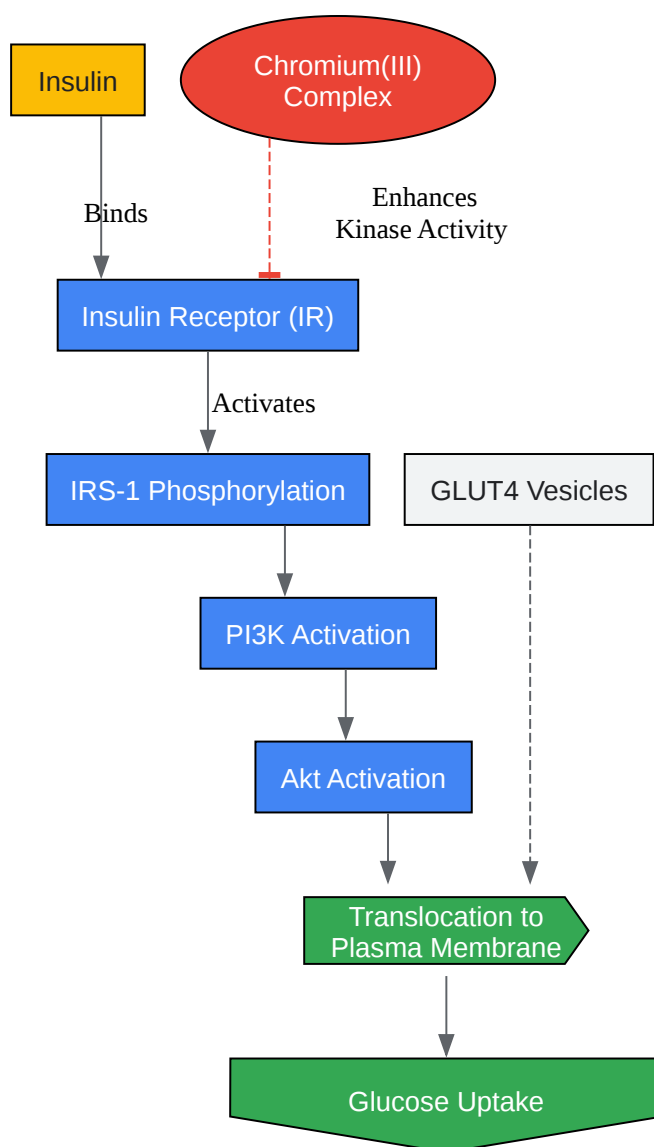 Insulin
Chromium(III)
Complex
Binds
Enhances
Kinase Activity
Insulin Receptor (IR)
Activates
IRS-1 Phosphorylation
GLUT4 Vesicles
PI3K Activation
Akt Activation
Translocation to
Plasma Membrane
Glucose Uptake